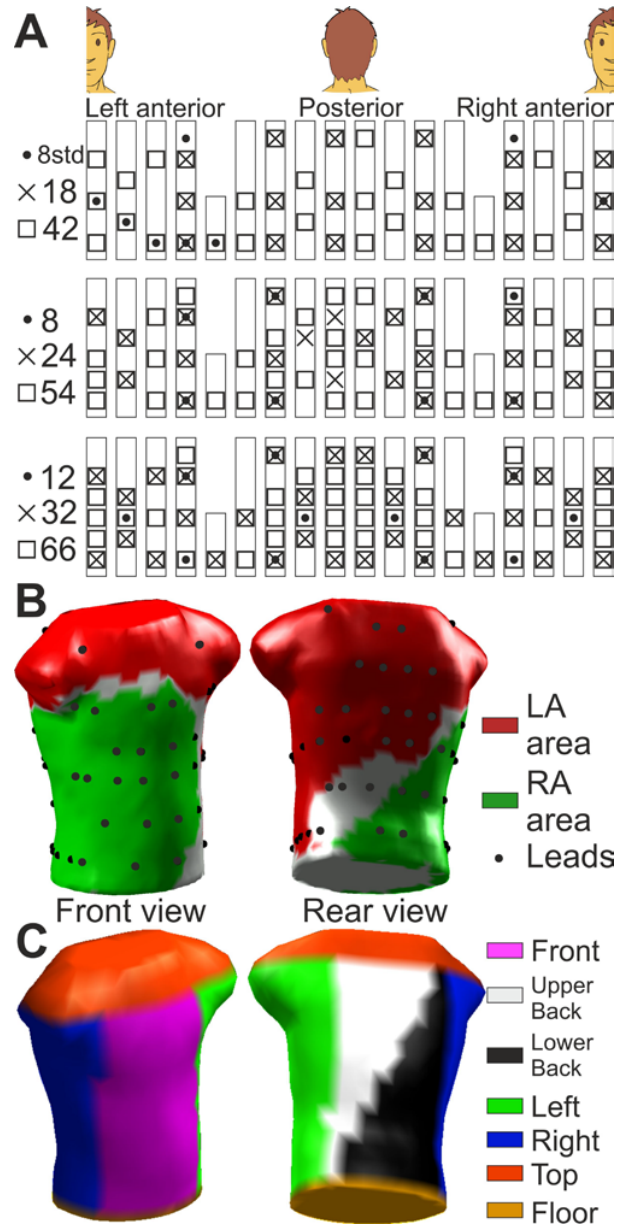 A
Left anterior Posterior Right anterior
• 8std
× 18
□ 42
• 8
× 24
□ 54
• 12
× 32
□ 66
B
LA area
RA area
Leads
Front view Rear view
C
Front
Upper Back
Lower Back
Left
Right
Top
Floor